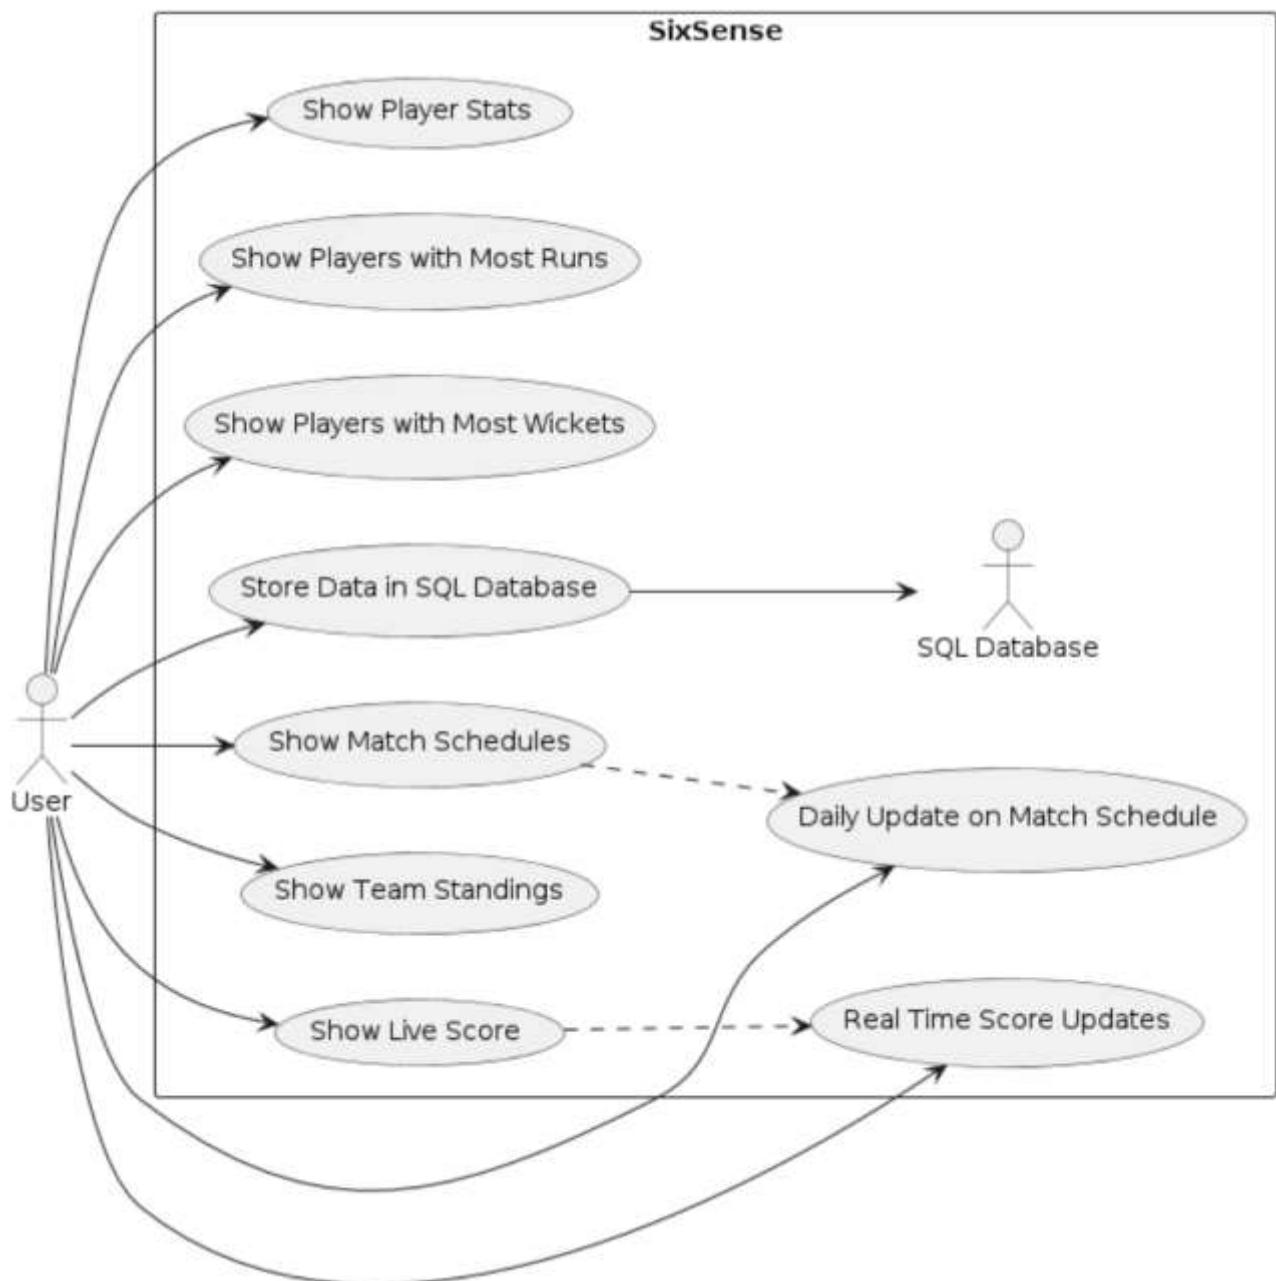 SixSense
Show Player Stats
Show Players with Most Runs
Show Players with Most Wickets
Store Data in SQL Database
SQL Database
Show Match Schedules
User
Daily Update on Match Schedule
Show Team Standings
Show Live Score
Real Time Score Updates